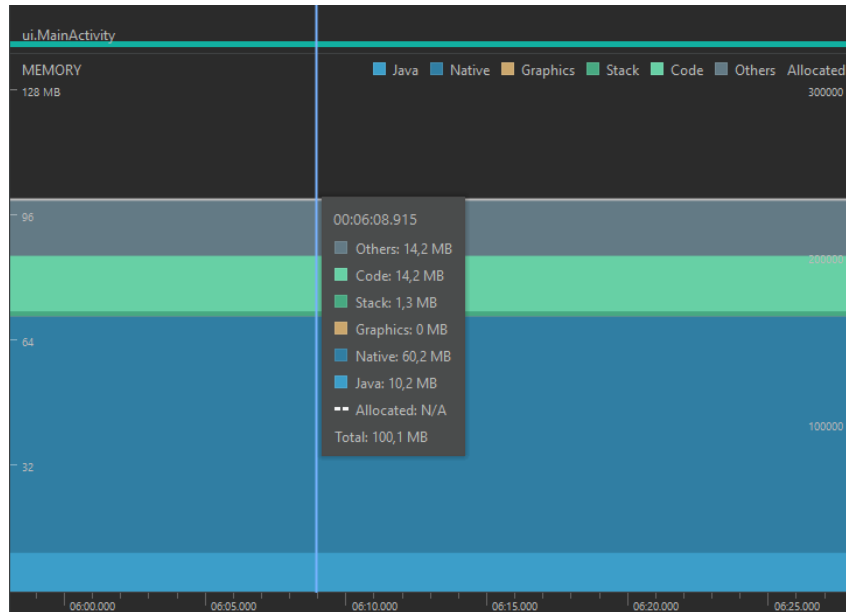 ui.MainActivity
MEMORY
Java Native Graphics Stack Code Others Allocated
128 MB
300000
96
00:06:08.915
Others: 14,2 MB
200000
Code: 14,2 MB
Stack: 1,3 MB
Graphics: 0 MB
64
Native: 60,2 MB
Java: 10,2 MB
Allocated: N/A
100000
Total: 100,1 MB
32
06:00.000 06:05.000 06:10.000 06:15.000 06:20.000 06:25.000